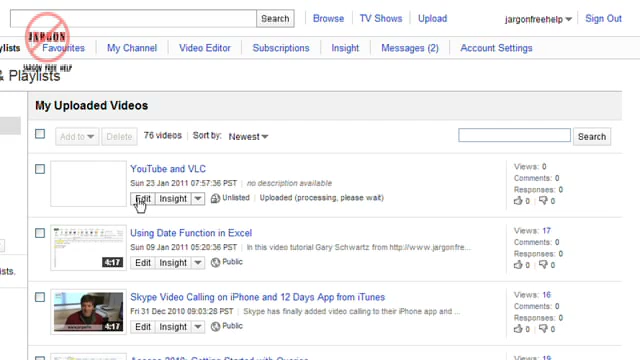 Search Browse | TV Shows | Upload jargonfreehelp Sign Out
JARGON
ylists Favourites My Channel Video Editor Subscriptions Insight Messages (2) Account Settings
JARGON FREE HELP
& Playlists
My Uploaded Videos
Add to Delete 76 videos Sort by: Newest Search
YouTube and VLC
Sun 23 Jan 2011 07:57:36 PST | no description available
Edit Insight Unlisted Uploaded (processing, please wait)
Views: 0
Comments: 0
Responses: 0
0 0
Using Date Function in Excel
Sun 09 Jan 2011 05:20:36 PST | In this video tutorial Gary Schwartz from http://www.jargonfre...
4:17 Edit Insight Public
Views: 17
Comments: 0
Responses: 0
0 0
ists.
Skype Video Calling on iPhone and 12 Days App from iTunes
Fri 31 Dec 2010 09:03:28 PST | Skype has finally added video calling to their iPhone app and ...
4:17 Edit Insight Public
Views: 16
Comments: 0
Responses: 0
0 0